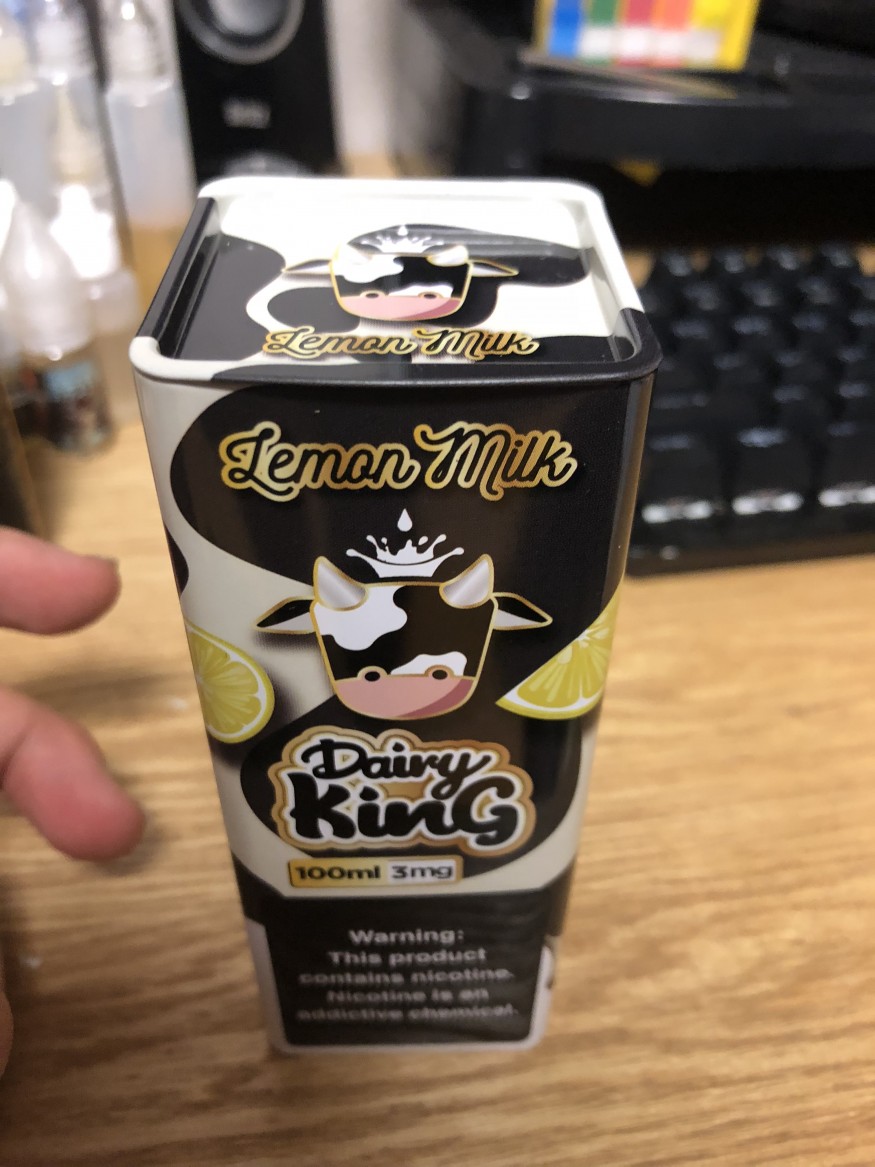 Lemon Milk
Lemon Milk
Dairy
King
100ml 3mg
Warning:
This product
contains nicotine.
Nicotine is an
addictive chemical.